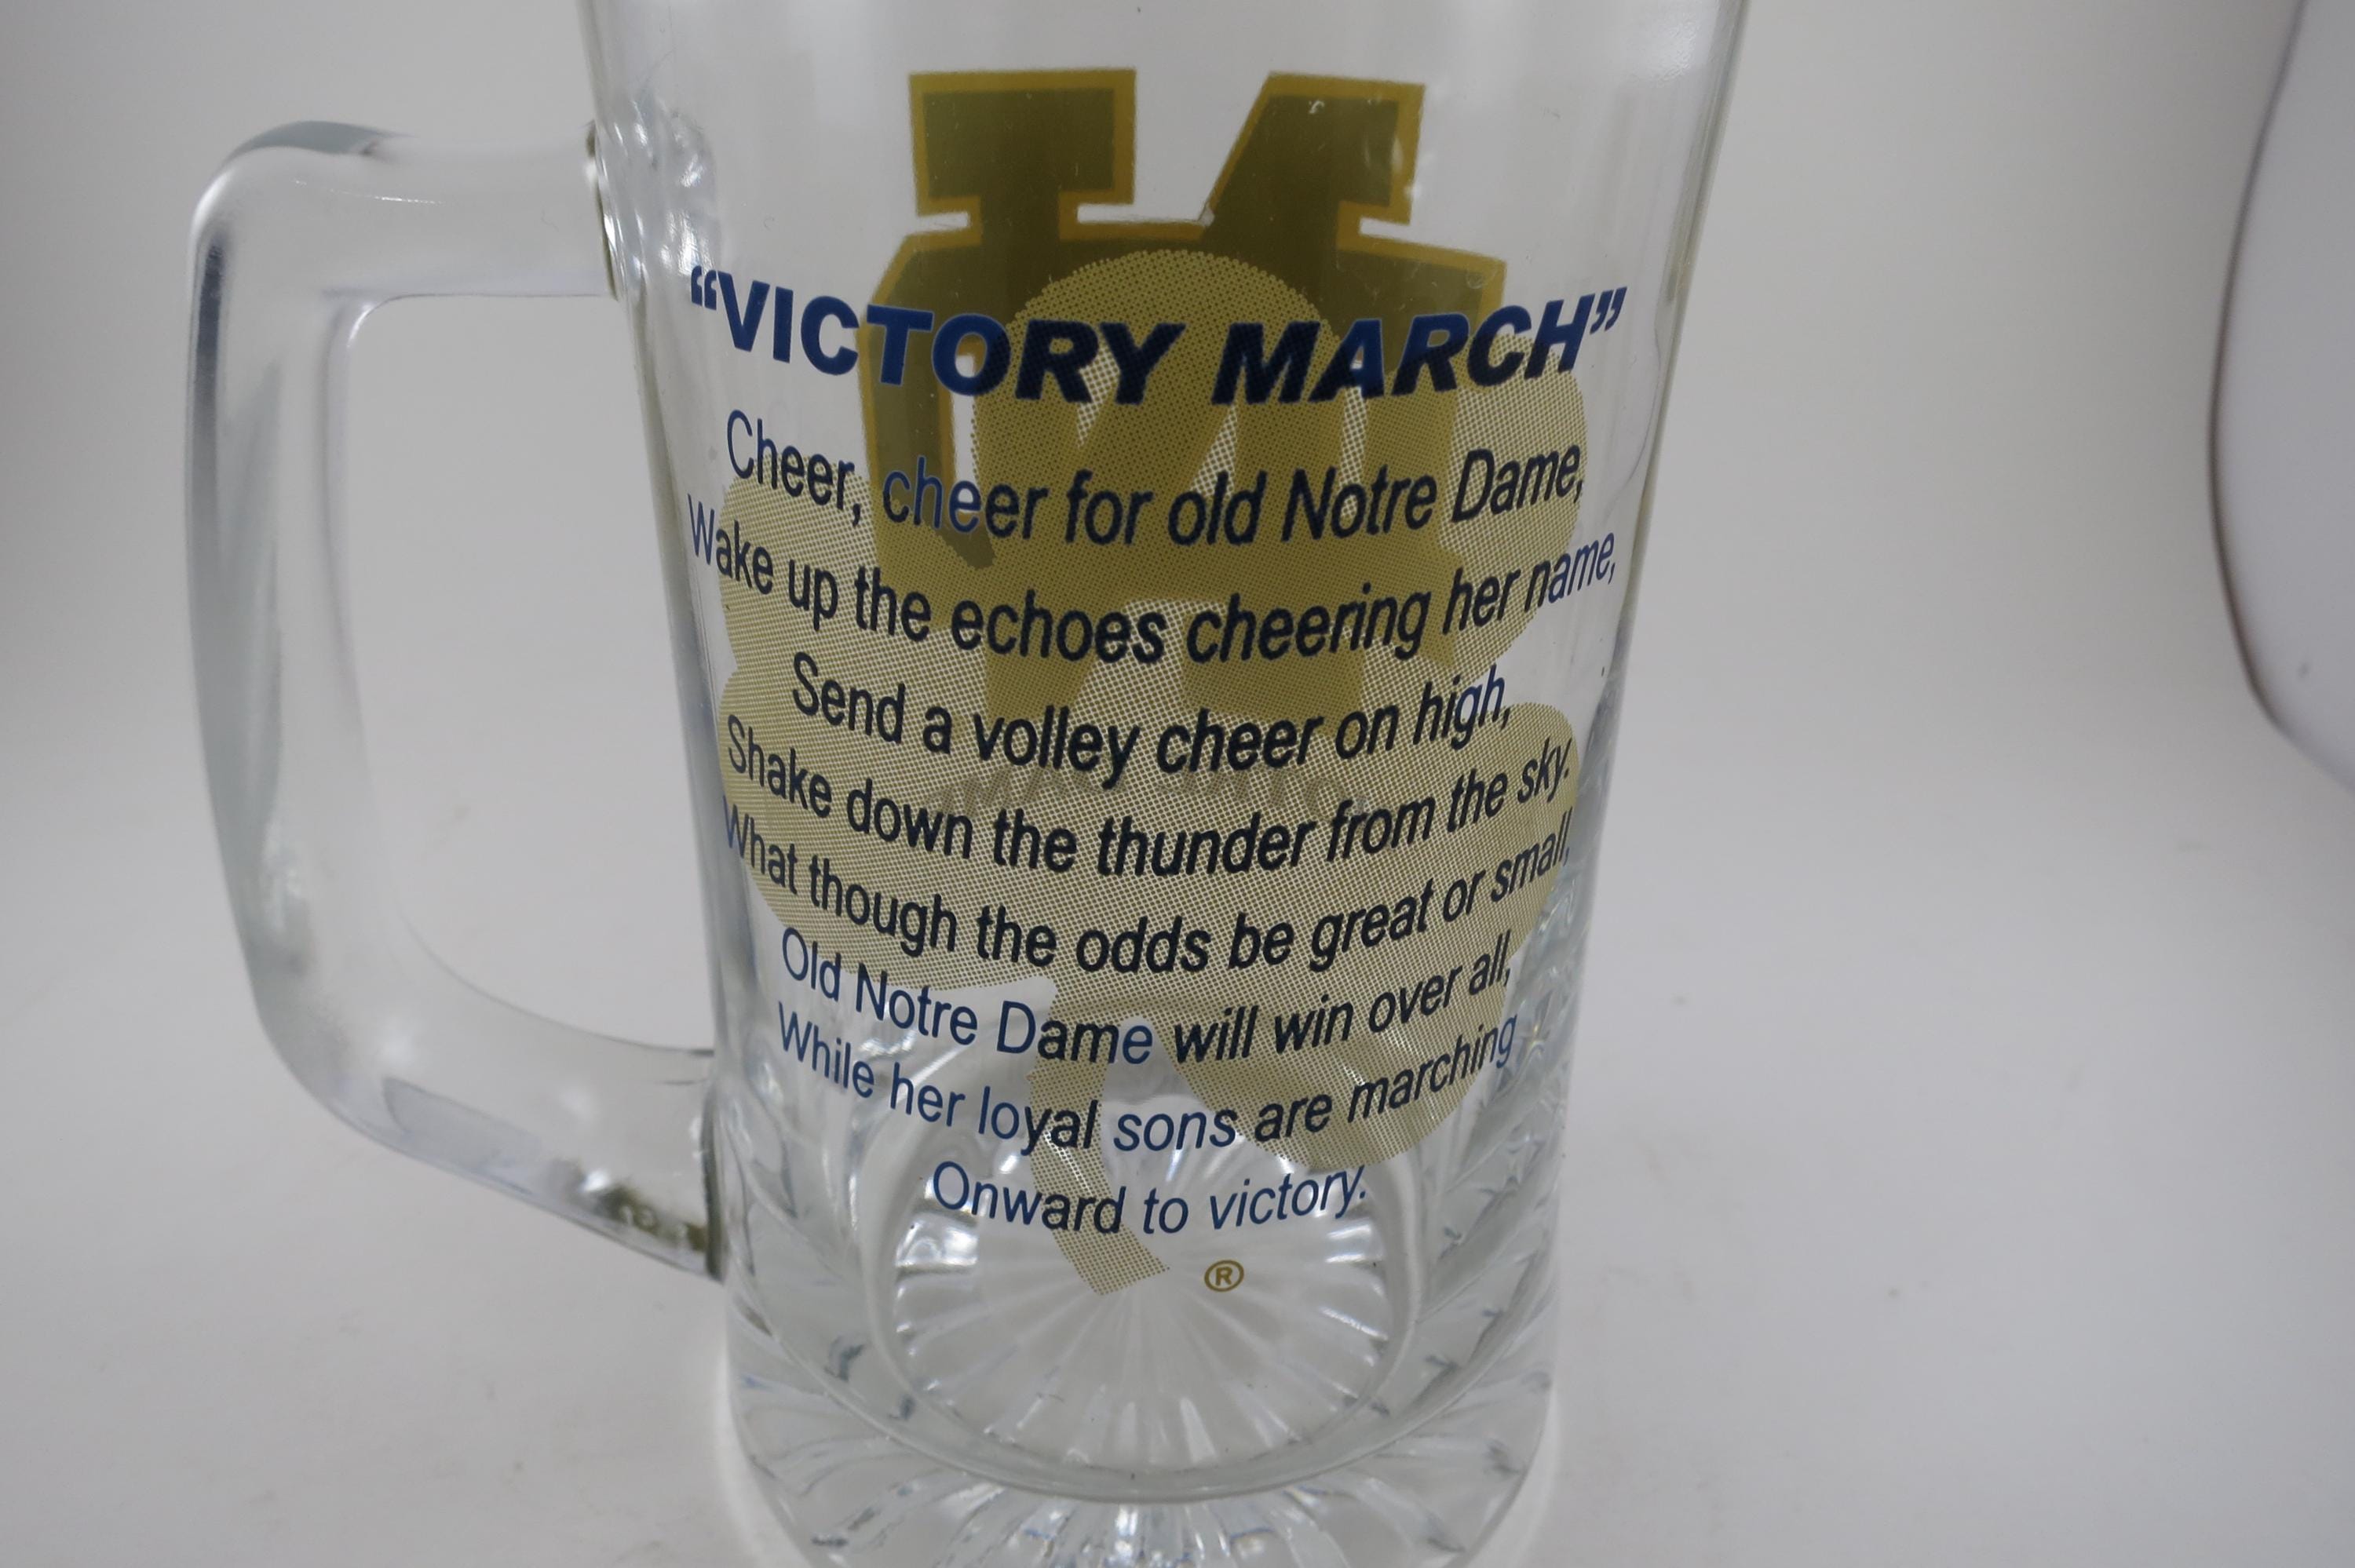 “VICTORY MARCH”
Cheer, cheer for old Notre Dame,
Wake up the echoes cheering her name,
Send a volley cheer on high,
Shake down the thunder from the sky.
What though the odds be great or small,
Old Notre Dame will win over all,
While her loyal sons are marching
Onward to victory.
®